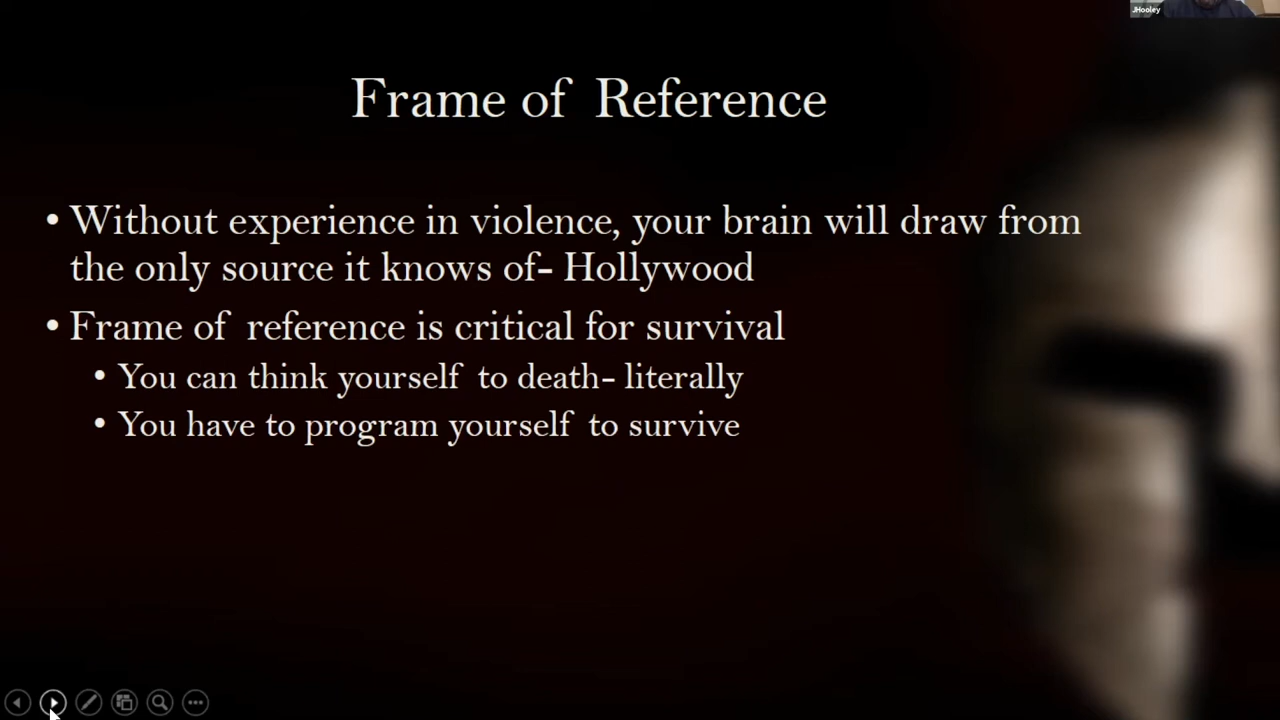 JHooley
Frame of Reference
• Without experience in violence, your brain will draw from
the only source it knows of- Hollywood
• Frame of reference is critical for survival
• You can think yourself to death- literally
• You have to program yourself to survive